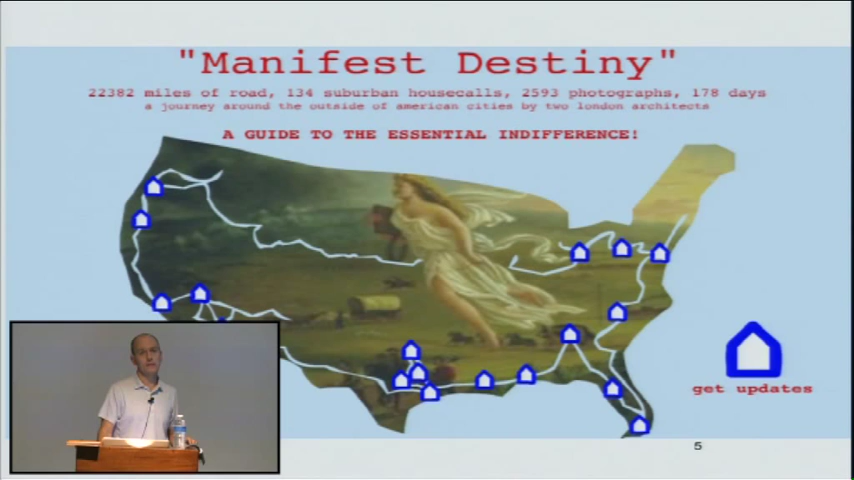 "Manifest Destiny"
22382 miles of road, 134 suburban housecalls, 2593 photographs, 178 days
a journey around the outside of american cities by two london architects
A GUIDE TO THE ESSENTIAL INDIFFERENCE!
get updates
5